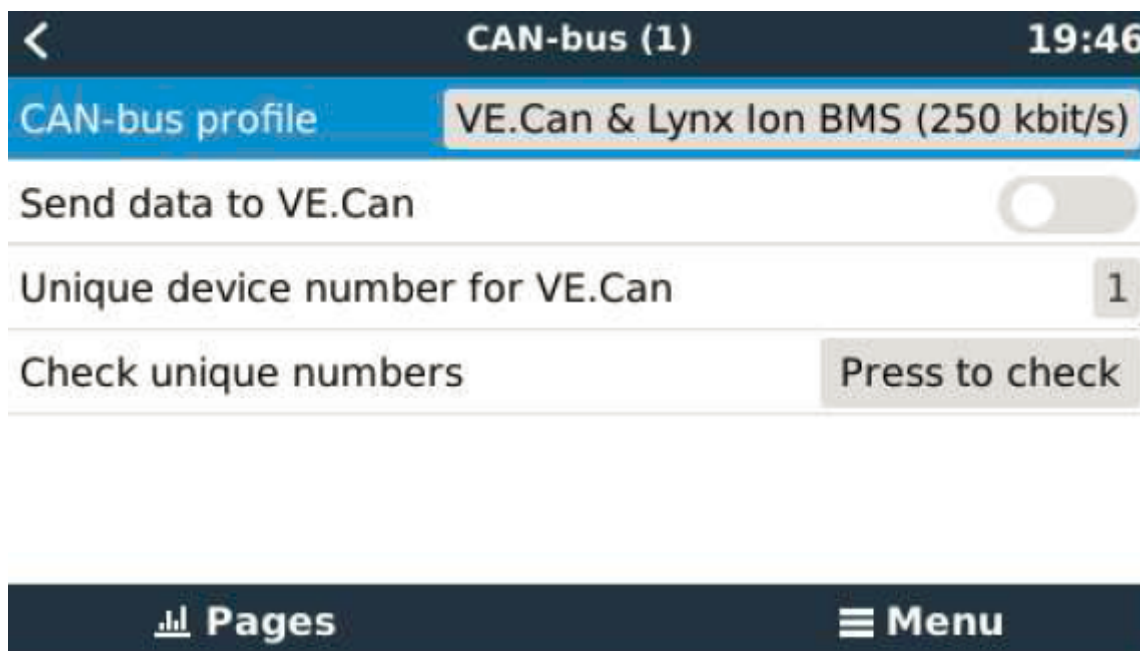 CAN-bus (1) 19:46
CAN-bus profile VE.Can & Lynx Ion BMS (250 kbit/s)
Send data to VE.Can
Unique device number for VE.Can 1
Check unique numbers Press to check
Pages Menu